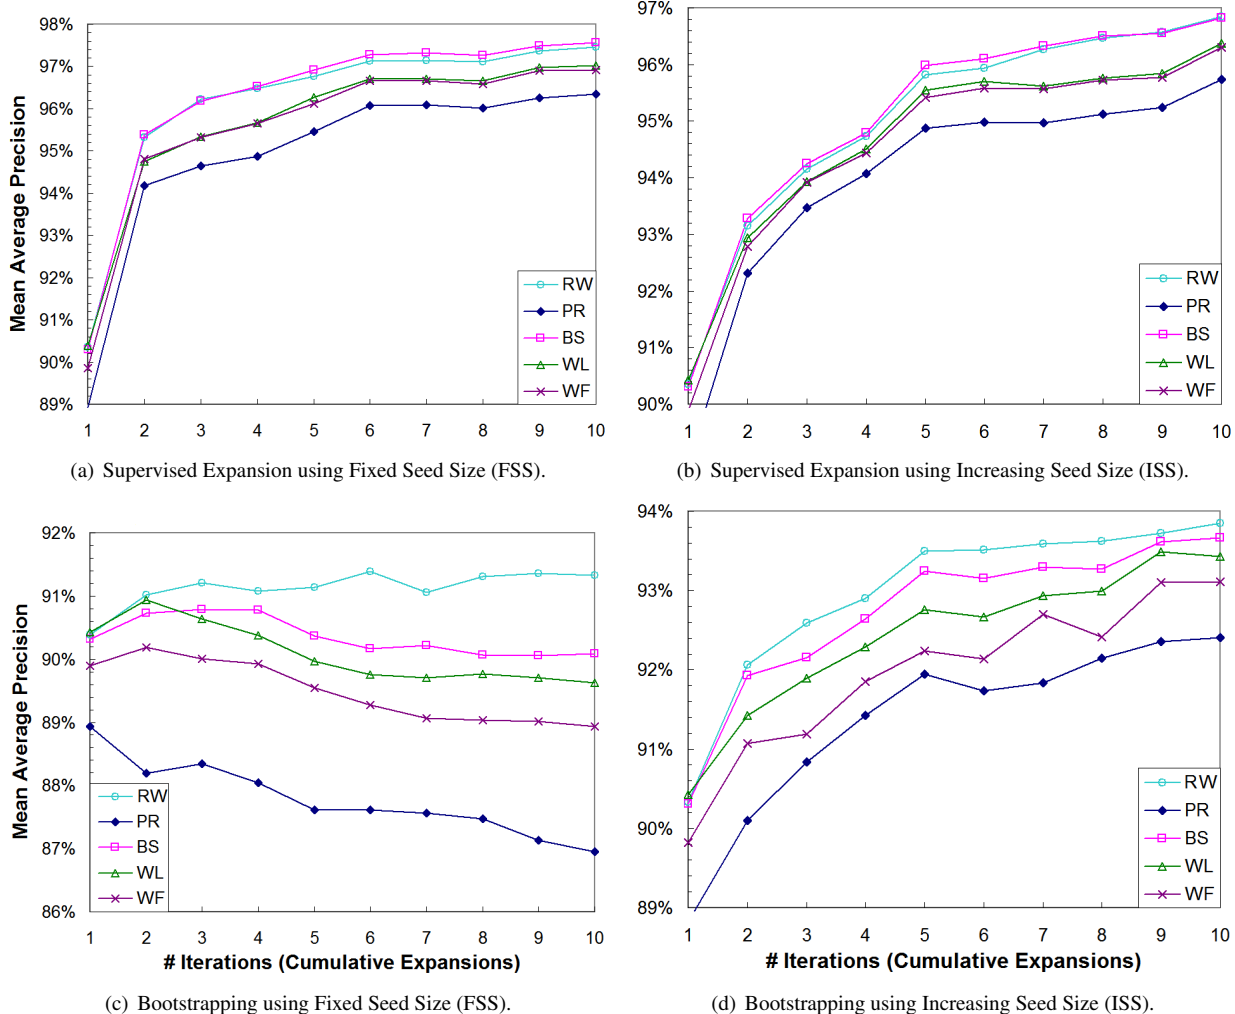 98%
97%
96%
95%
94%
93%
92%
91%
90%
89%
Mean Average Precision
RW
PR
BS
WL
WF
1 2 3 4 5 6 7 8 9 10
(a) Supervised Expansion using Fixed Seed Size (FSS).
97%
96%
95%
94%
93%
92%
91%
90%
RW
PR
BS
WL
WF
1 2 3 4 5 6 7 8 9 10
(b) Supervised Expansion using Increasing Seed Size (ISS).
92%
91%
90%
89%
88%
87%
86%
Mean Average Precision
RW
PR
BS
WL
WF
1 2 3 4 5 6 7 8 9 10
# Iterations (Cumulative Expansions)
(c) Bootstrapping using Fixed Seed Size (FSS).
94%
93%
92%
91%
90%
89%
RW
PR
BS
WL
WF
1 2 3 4 5 6 7 8 9 10
# Iterations (Cumulative Expansions)
(d) Bootstrapping using Increasing Seed Size (ISS).